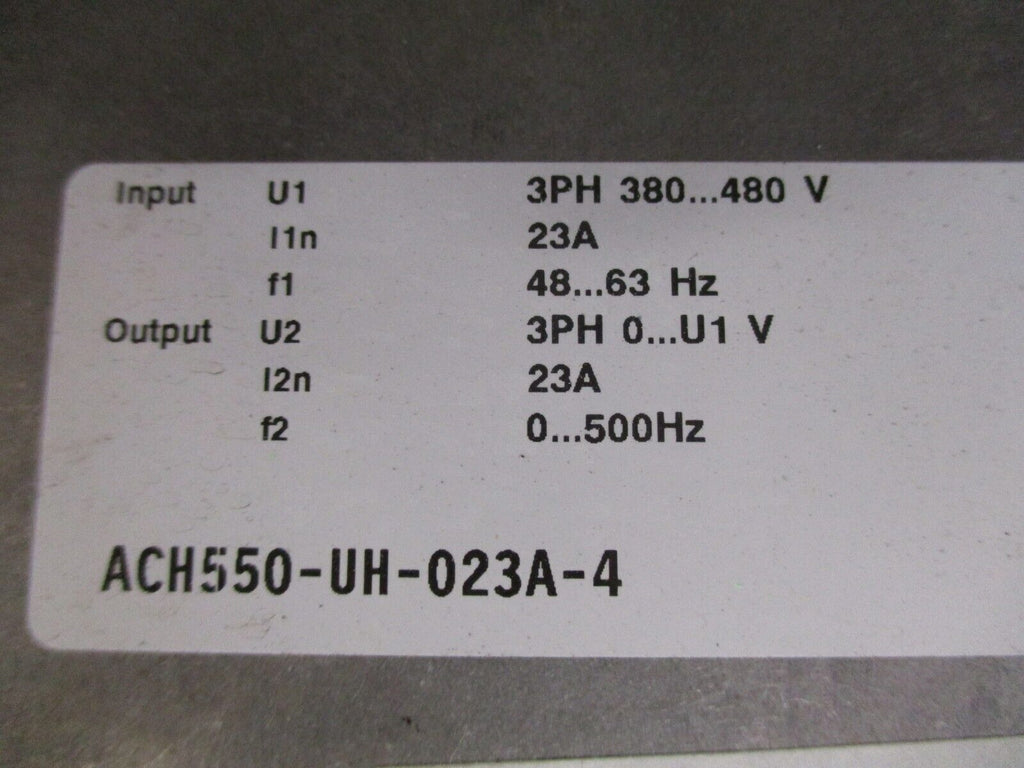 Input U1 3PH 380...480 V
I1n 23A
f1 48...63 Hz
Output U2 3PH 0...U1 V
I2n 23A
f2 0...500Hz
ACH550-UH-023A-4